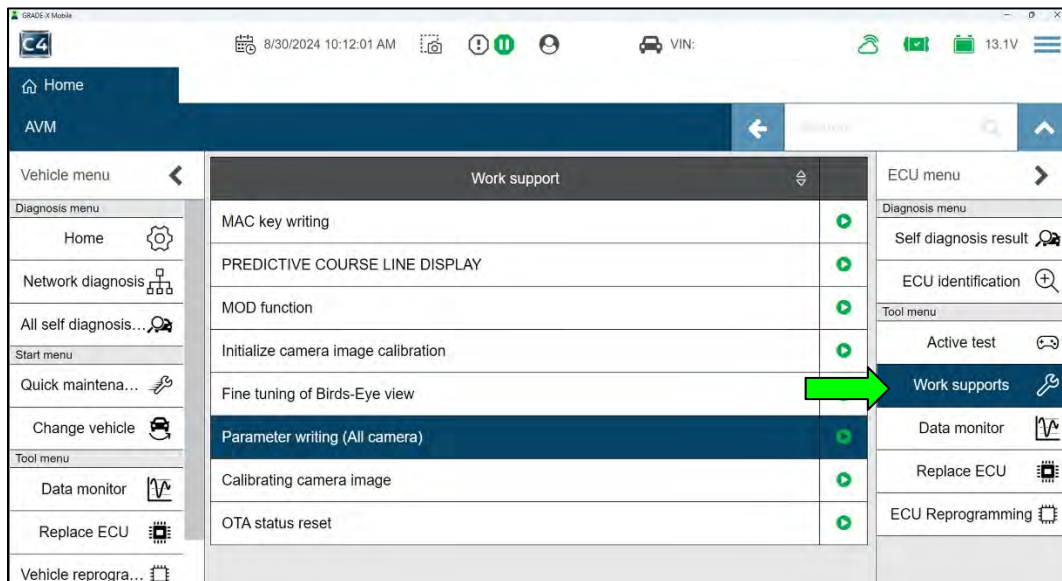 GRADE-X Mobile
C4
8/30/2024 10:12:01 AM
VIN:
13.1V
Home
AVM
Vehicle menu
Diagnosis menu
Home
Network diagnosis
All self diagnosis...
Start menu
Quick maintena...
Change vehicle
Tool menu
Data monitor
Replace ECU
Vehicle reprogra...
Work support
MAC key writing
PREDICTIVE COURSE LINE DISPLAY
MOD function
Initialize camera image calibration
Fine tuning of Birds-Eye view
Parameter writing (All camera)
Calibrating camera image
OTA status reset
ECU menu
Diagnosis menu
Self diagnosis result
ECU identification
Tool menu
Active test
Work supports
Data monitor
Replace ECU
ECU Reprogramming